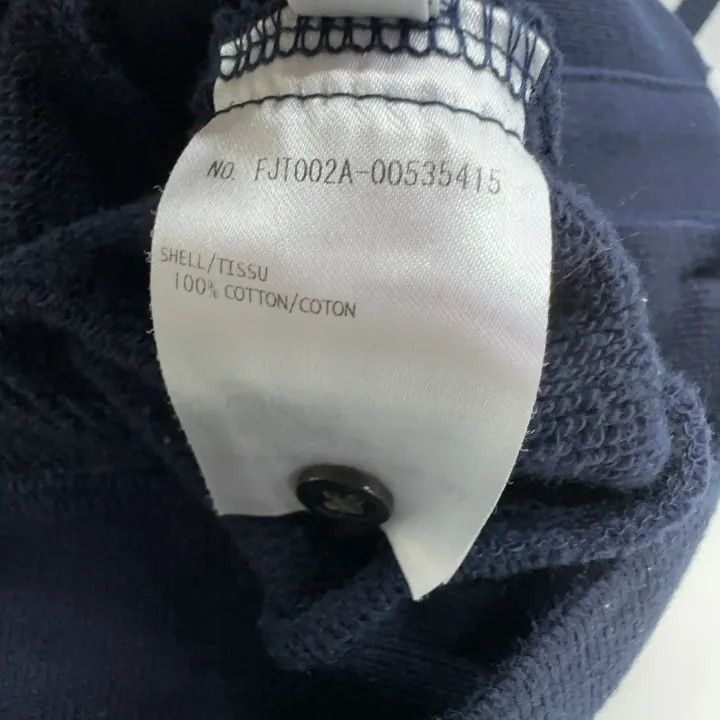 NO. FJT002A-00535415
SHELL/TISSU
100% COTTON/COTON